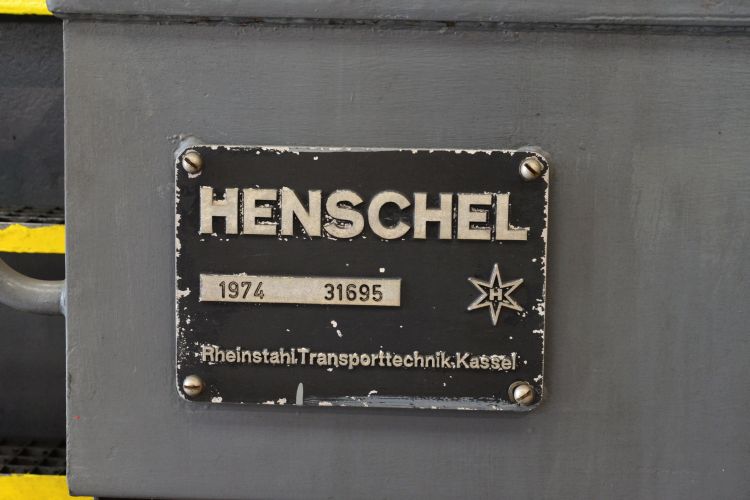 HENSCHEL
1974 31695
H
Rheinstahl.Transporttechnik.Kassel